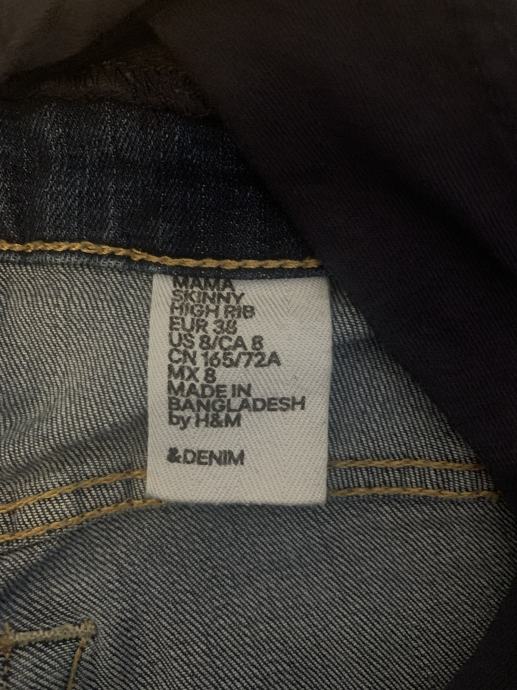 MAMA
SKINNY
HIGH RIB
EUR 38
US 8/CA 8
CN 165/72A
MX 8
MADE IN
BANGLADESH
by H&M
&DENIM